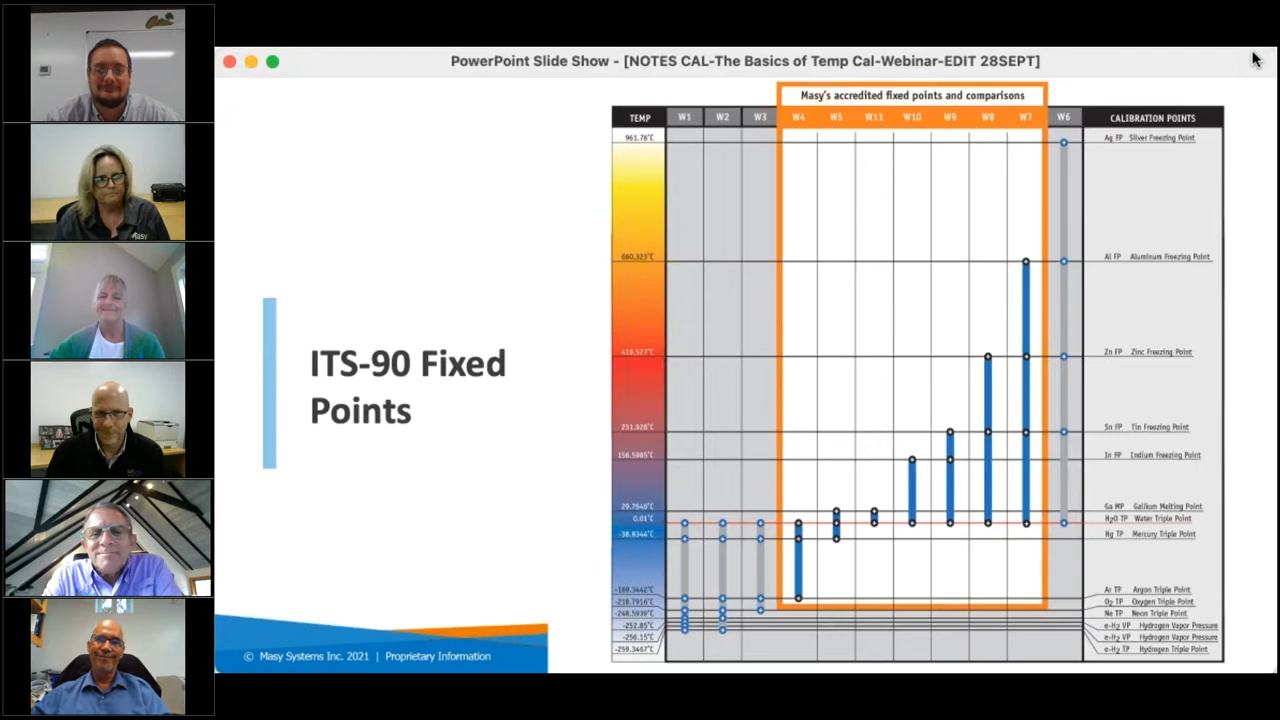 PowerPoint Slide Show - [NOTES CAL-The Basics of Temp Cal-Webinar-EDIT 28SEPT]
Masy's accredited fixed points and comparisons
TEMP W1 W2 W3 W4 W5 W11 W10 W9 W8 W7 W6 CALIBRATION POINTS
961.78°C Ag FP Silver Freezing Point
660.323°C Al FP Aluminum Freezing Point
419.527°C Zn FP Zinc Freezing Point
231.928°C Sn FP Tin Freezing Point
156.5985°C In FP Indium Freezing Point
29.7646°C Ga MP Gallium Melting Point
0.01°C H2O TP Water Triple Point
-38.8344°C Hg TP Mercury Triple Point
-189.3442°C Ar TP Argon Triple Point
-218.7916°C O2 TP Oxygen Triple Point
-248.5939°C Ne TP Neon Triple Point
-252.85°C e-H2 VP Hydrogen Vapor Pressure
-256.15°C e-H2 VP Hydrogen Vapor Pressure
-259.3467°C e-H2 TP Hydrogen Triple Point
ITS-90 Fixed
Points
© Masy Systems Inc. 2021 | Proprietary Information
Masy